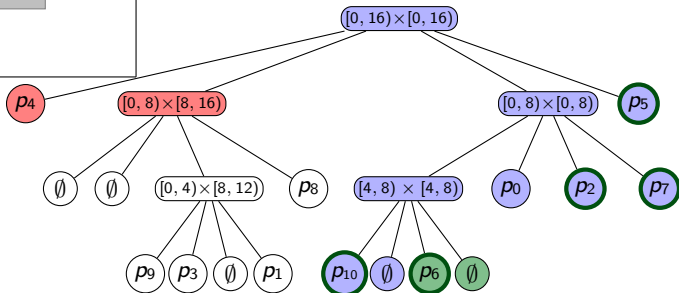 [0, 16)×[0, 16)
p4 [0, 8)×[8, 16) [0, 8)×[0, 8) p5
∅ ∅ [0, 4)×[8, 12) p8 [4, 8) × [4, 8) p0 p2 p7
p9 p3 ∅ p1 p10 ∅ p6 ∅